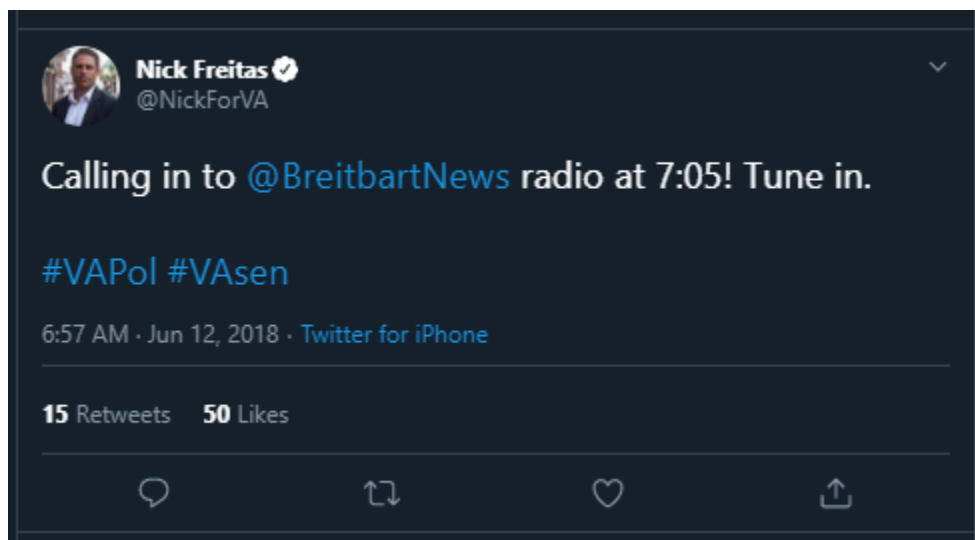 Nick Freitas
@NickForVA
Calling in to @BreitbartNews radio at 7:05! Tune in.
#VAPol #VAsen
6:57 AM · Jun 12, 2018 · Twitter for iPhone
15 Retweets 50 Likes